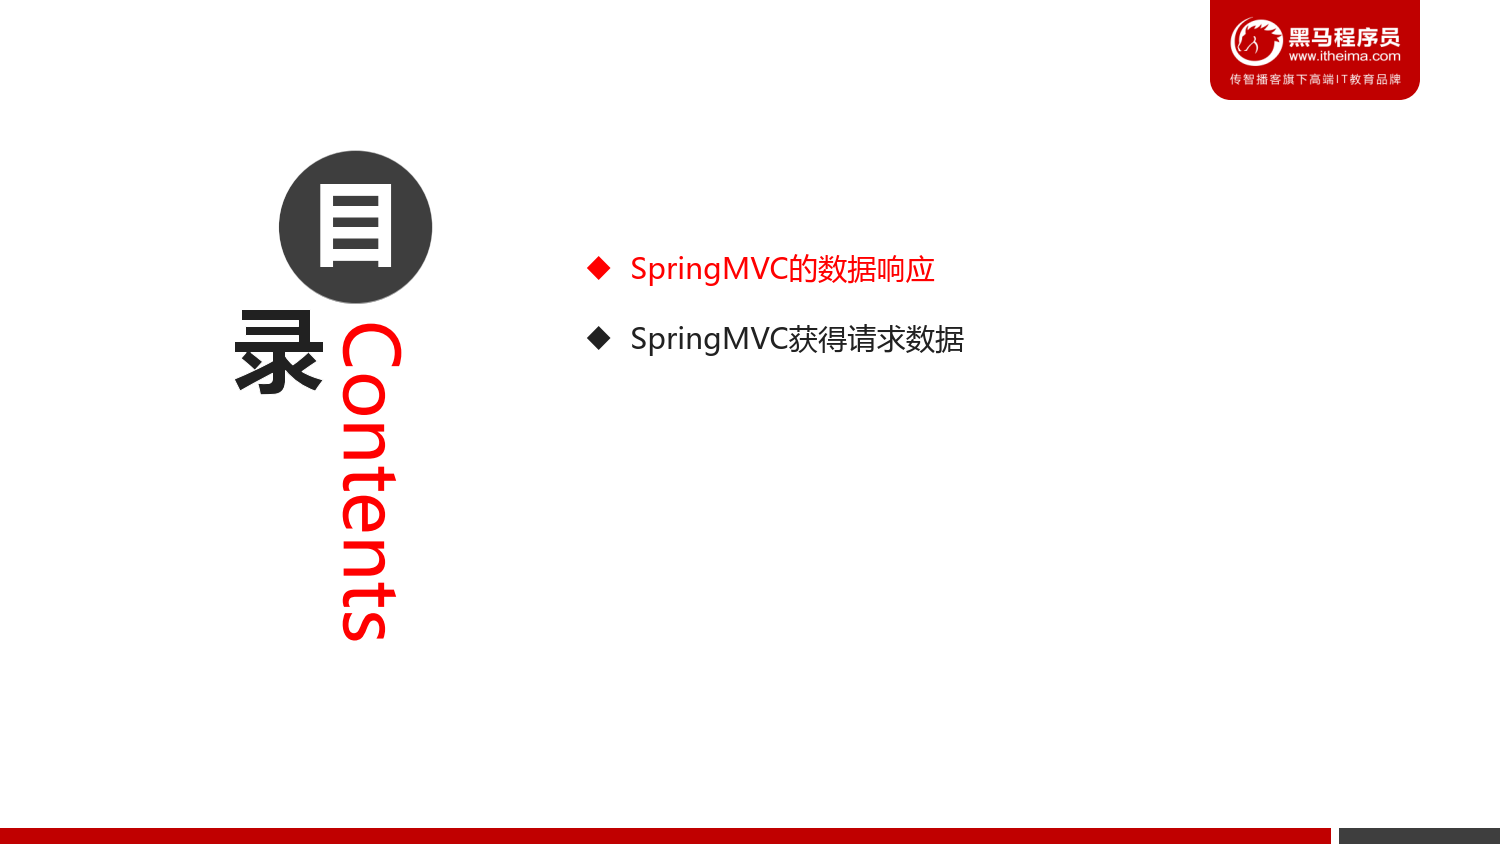 黑马程序员
www.itheima.com
传智播客旗下高端IT教育品牌
目
录
Contents
SpringMVC的数据响应
SpringMVC获得请求数据